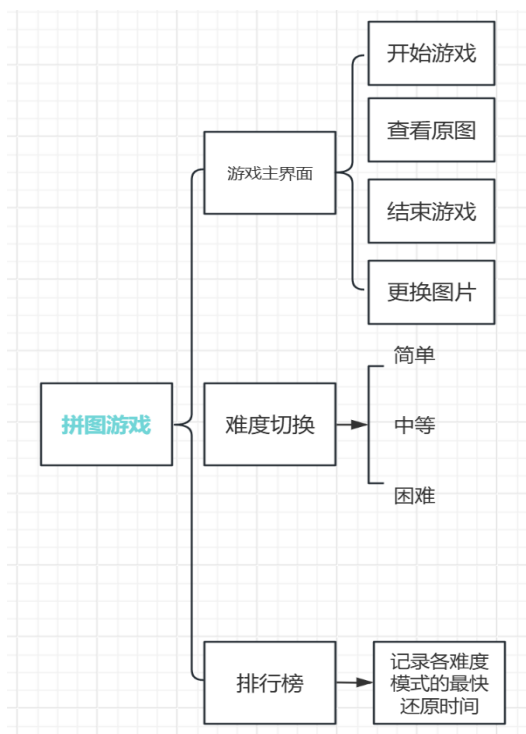 开始游戏
查看原图
游戏主界面
结束游戏
更换图片
简单
拼图游戏
难度切换
中等
困难
排行榜
记录各难度
模式的最快
还原时间